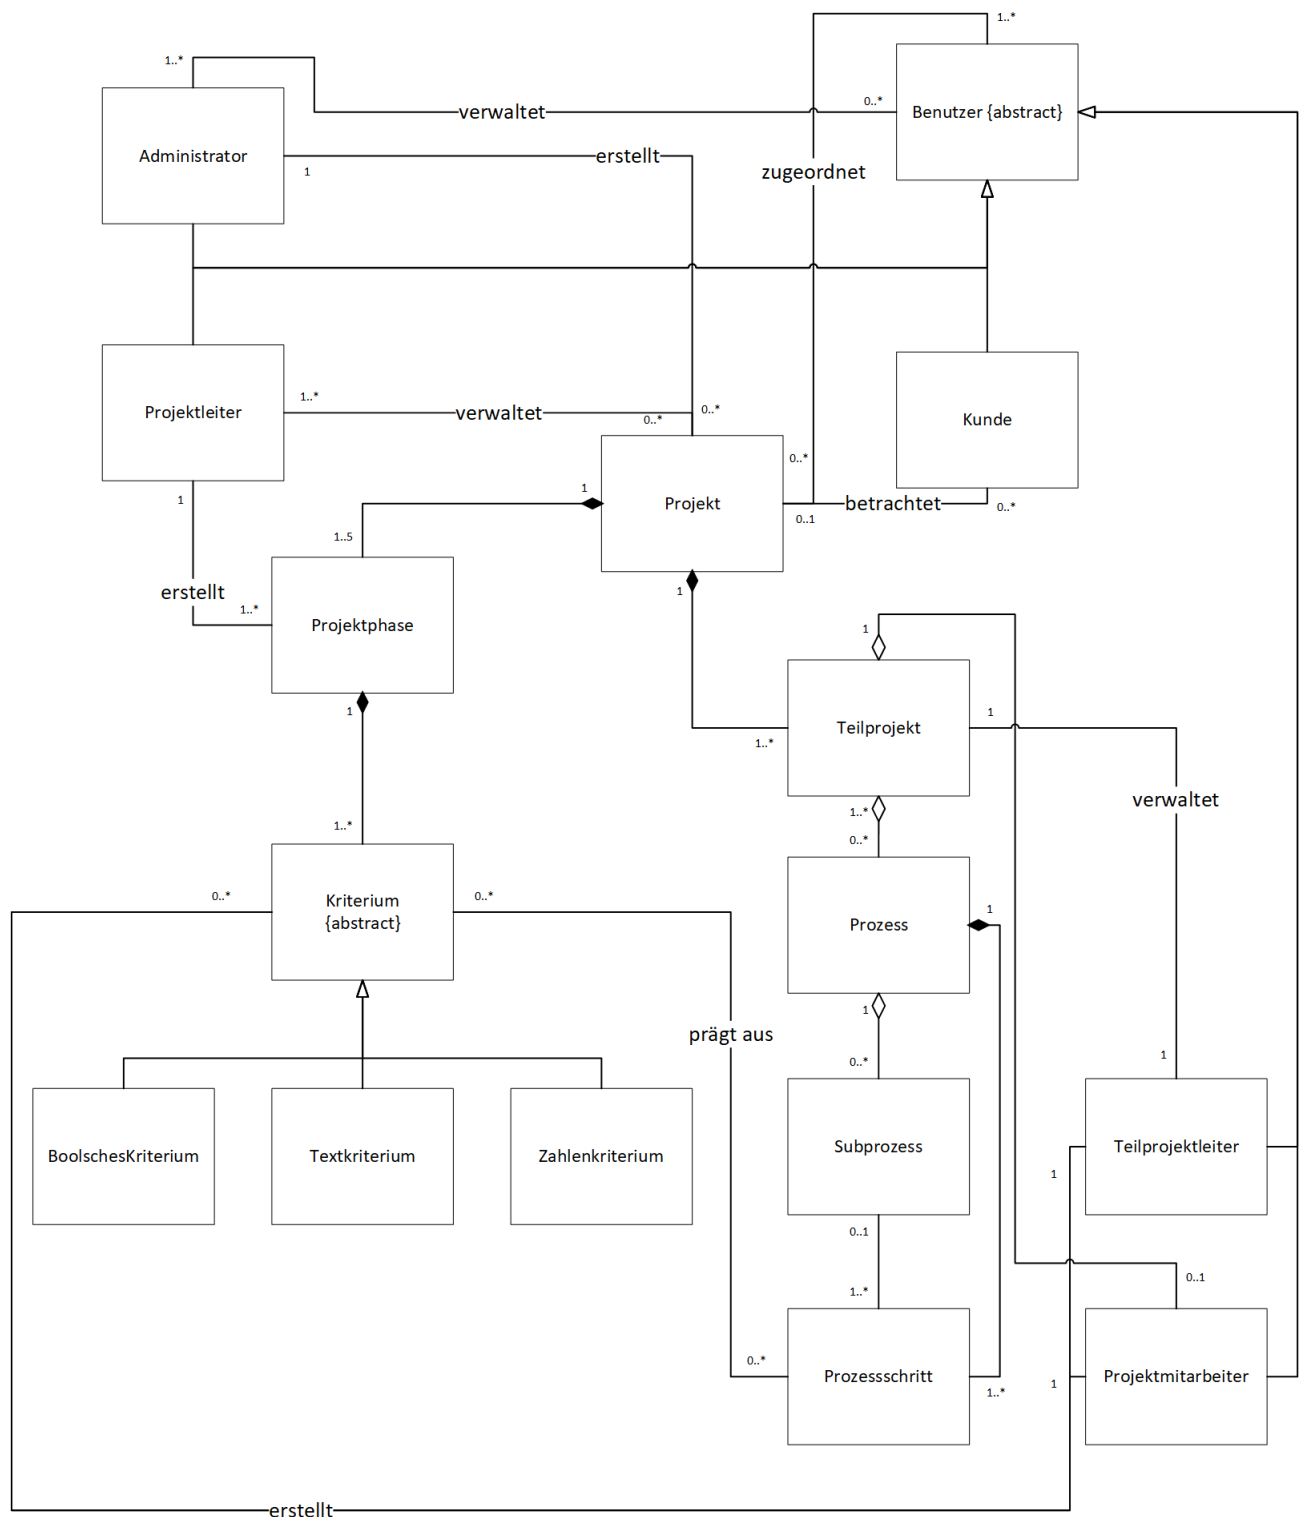 1..*
1..*
verwaltet
0..*
Benutzer {abstract}
Administrator
erstellt
1
zugeordnet
1..*
Projektleiter
verwaltet
0..*
0..*
Kunde
0..*
1
1
Projekt
betrachtet
0..1
0..*
1..5
erstellt
1..*
1
Projektphase
1
1
1..*
Teilprojekt
1
verwaltet
1..*
1..*
0..*
0..*
Kriterium
{abstract}
0..*
Prozess
1
1
prägt aus
0..*
1
BoolschesKriterium
Textkriterium
Zahlenkriterium
Subprozess
Teilprojektleiter
1
0..1
0..1
1..*
0..*
Prozessschritt
1..*
1
Projektmitarbeiter
erstellt